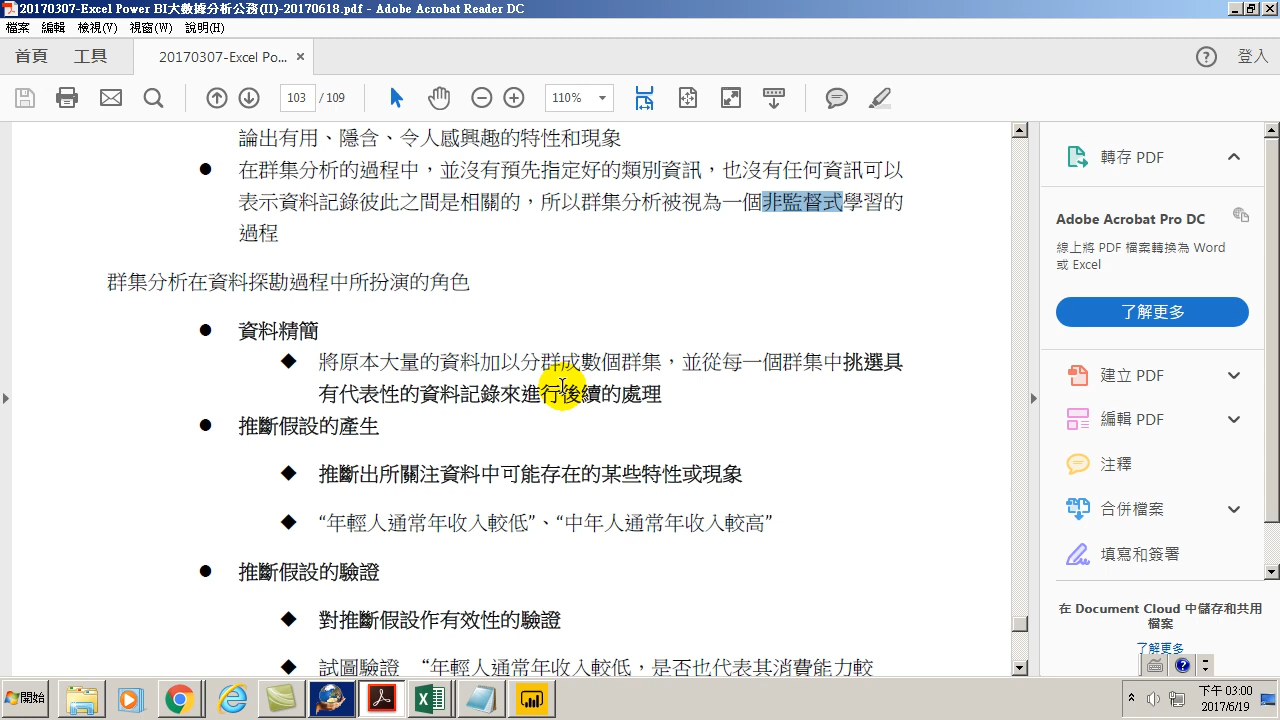 20170307-Excel Power BI大數據分析公務(II)-20170618.pdf - Adobe Acrobat Reader DC
檔案 編輯 檢視(V) 視窗(W) 說明(H)
首頁 工具 20170307-Excel Po... × 登入
103 / 109 110%
論出有用、隱含、令人感興趣的特性和現象
● 在群集分析的過程中，並沒有預先指定好的類別資訊，也沒有任何資訊可以
表示資料記錄彼此之間是相關的，所以群集分析被視為一個非監督式學習的
過程
群集分析在資料探勘過程中所扮演的角色
● 資料精簡
◆ 將原本大量的資料加以分群成數個群集，並從每一個群集中挑選具
有代表性的資料記錄來進行後續的處理
● 推斷假設的產生
◆ 推斷出所關注資料中可能存在的某些特性或現象
◆ “年輕人通常年收入較低”、“中年人通常年收入較高”
● 推斷假設的驗證
◆ 對推斷假設作有效性的驗證
◆ 試圖驗證 “年輕人通常年收入較低，是否也代表其消費能力較
轉存 PDF
Adobe Acrobat Pro DC
線上將 PDF 檔案轉換為 Word
或 Excel
了解更多
建立 PDF
編輯 PDF
注釋
合併檔案
填寫和簽署
在 Document Cloud 中儲存和共用
檔案
了解更多
開始
下午 03:00
2017/6/19